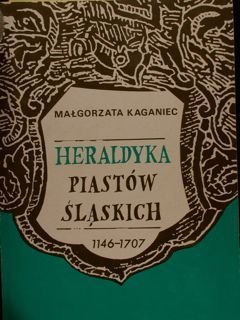 MAŁGORZATA KAGANIEC
HERALDYKA
PIASTÓW
ŚLĄSKICH
1146-1707